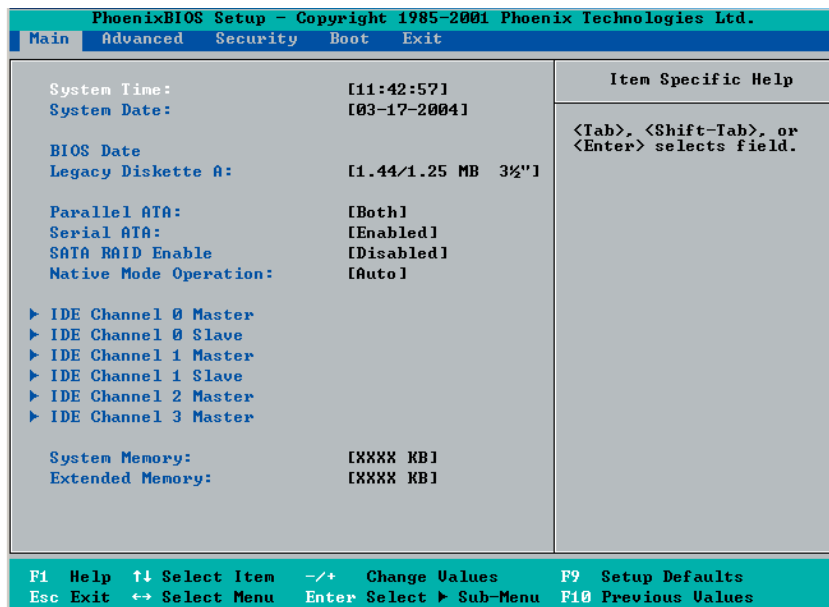 PhoenixBIOS Setup - Copyright 1985-2001 Phoenix Technologies Ltd.
Main Advanced Security Boot Exit
System Time: [11:42:57]
System Date: [03-17-2004]
BIOS Date
Legacy Diskette A: [1.44/1.25 MB 3½"]
Parallel ATA: [Both]
Serial ATA: [Enabled]
SATA RAID Enable [Disabled]
Native Mode Operation: [Auto]
▶ IDE Channel 0 Master
▶ IDE Channel 0 Slave
▶ IDE Channel 1 Master
▶ IDE Channel 1 Slave
▶ IDE Channel 2 Master
▶ IDE Channel 3 Master
System Memory: [XXXX KB]
Extended Memory: [XXXX KB]
Item Specific Help
<Tab>, <Shift-Tab>, or
<Enter> selects field.
F1 Help ↑↓ Select Item -/+ Change Values F9 Setup Defaults
Esc Exit ↔ Select Menu Enter Select ▶ Sub-Menu F10 Previous Values